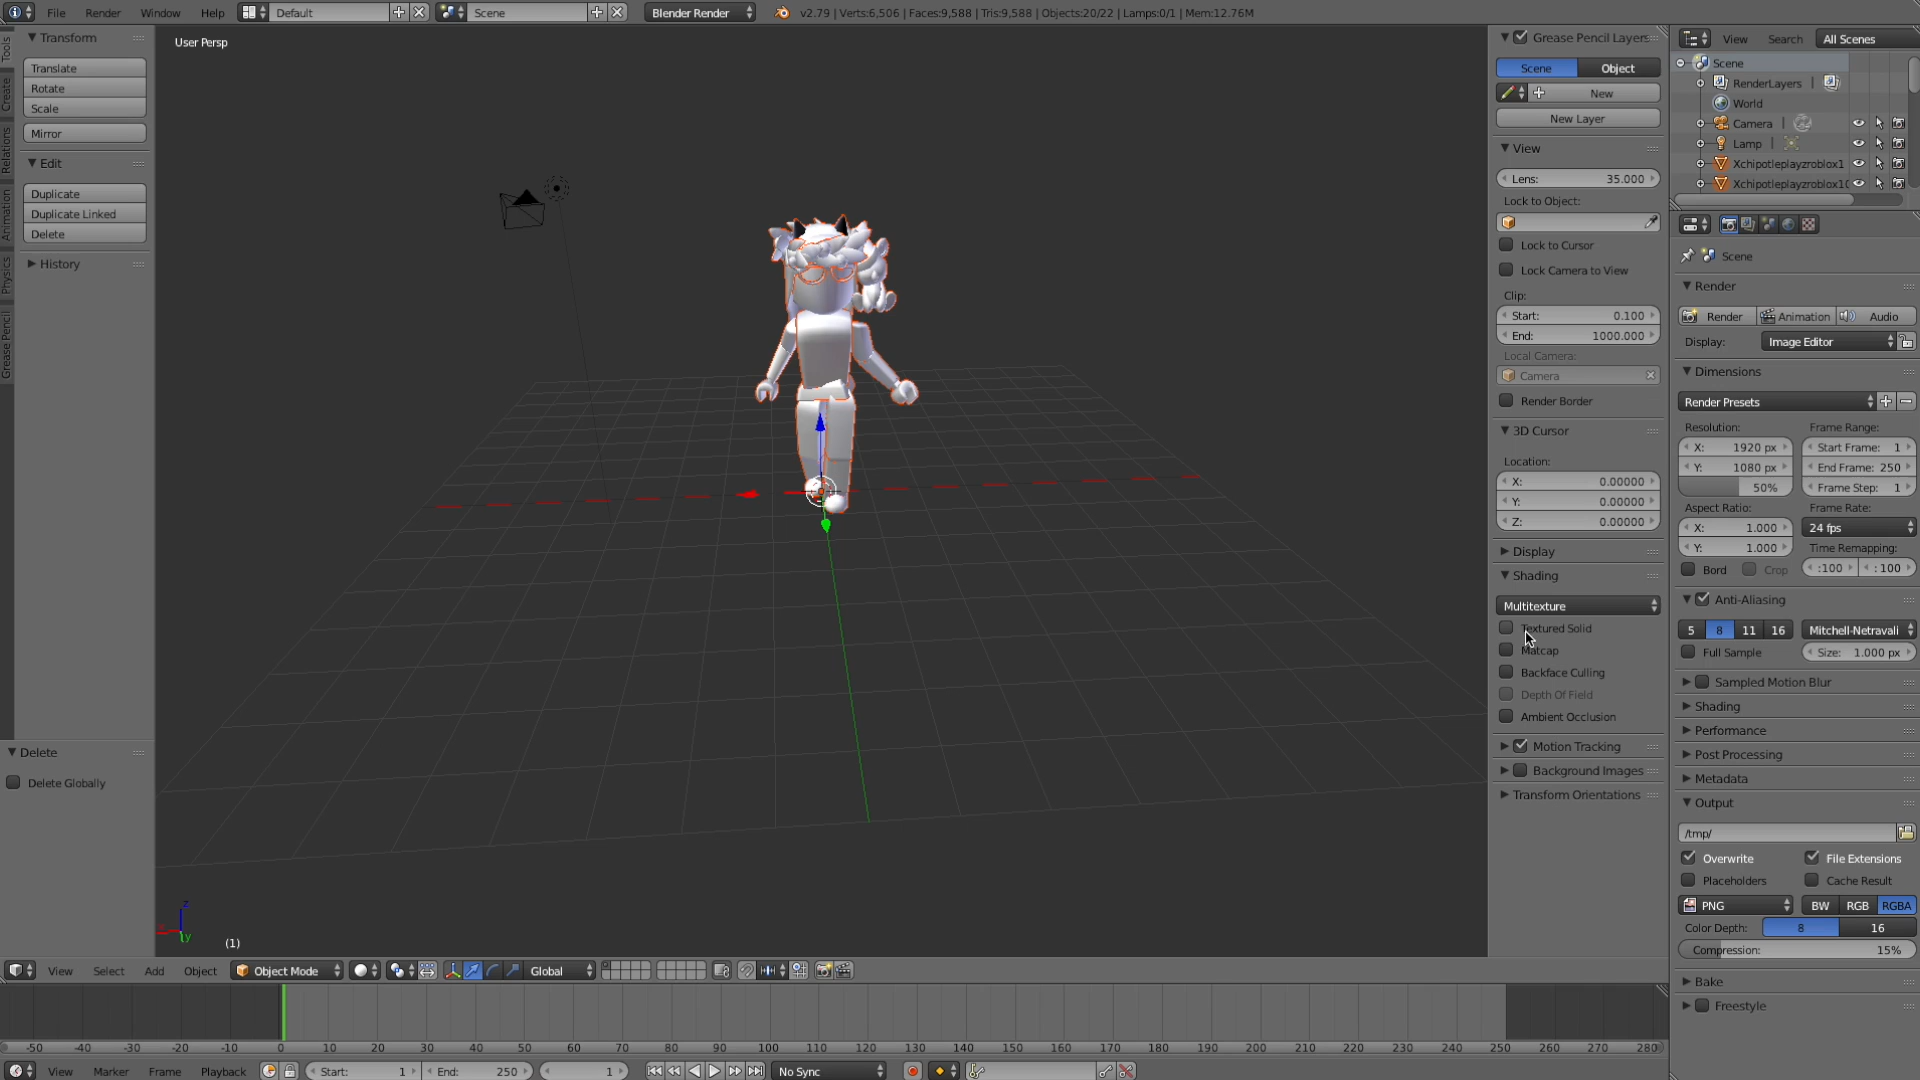 File Render Window Help Default Scene Blender Render v2.79 | Verts:6,506 | Faces:9,588 | Tris:9,588 | Objects:20/22 | Lamps:0/1 | Mem:12.76M
Tools
Create
Relations
Animation
Physics
Grease Pencil
Transform
Translate
Rotate
Scale
Mirror
Edit
Duplicate
Duplicate Linked
Delete
History
Delete
Delete Globally
User Persp
z
y
(1)
Grease Pencil Layers
Scene Object
New
New Layer
View
Lens: 35.000
Lock to Object:
Lock to Cursor
Lock Camera to View
Clip:
Start: 0.100
End: 1000.000
Local Camera:
Camera
Render Border
3D Cursor
Location:
X: 0.00000
Y: 0.00000
Z: 0.00000
Display
Shading
Multitexture
Textured Solid
Matcap
Backface Culling
Depth Of Field
Ambient Occlusion
Motion Tracking
Background Images
Transform Orientations
View Search All Scenes
Scene
RenderLayers |
World
Camera |
Lamp |
Xchipotleplayzroblox1
Xchipotleplayzroblox10
Scene
Render
Render Animation Audio
Display: Image Editor
Dimensions
Render Presets
Resolution: Frame Range:
X: 1920 px Start Frame: 1
Y: 1080 px End Frame: 250
50% Frame Step: 1
Aspect Ratio: Frame Rate:
X: 1.000 24 fps
Y: 1.000 Time Remapping:
Bord Crop :100 : 100
Anti-Aliasing
5 8 11 16 Mitchell-Netravali
Full Sample Size: 1.000 px
Sampled Motion Blur
Shading
Performance
Post Processing
Metadata
Output
/tmp/
Overwrite File Extensions
Placeholders Cache Result
PNG BW RGB RGBA
Color Depth: 8 16
Compression: 15%
Bake
Freestyle
View Select Add Object Object Mode Global
-50 -40 -30 -20 -10 0 10 20 30 40 50 60 70 80 90 100 110 120 130 140 150 160 170 180 190 200 210 220 230 240 250 260 270 280
View Marker Frame Playback Start: 1 End: 250 1 No Sync